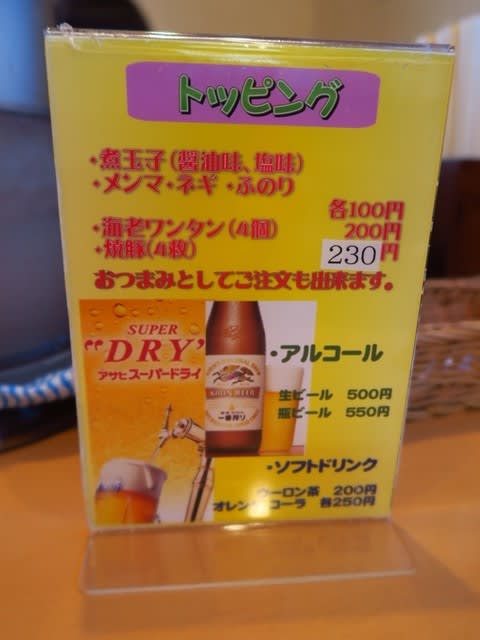 トッピング
・煮玉子(醤油味、塩味)
・メンマ・ネギ・ふのり
各100円
・海老ワンタン(4個) 200円
・焼豚(4枚) 230円
おつまみとしてご注文も出来ます。
SUPER
"DRY"
アサヒスーパードライ
KIRIN BEER
一番搾り
・アルコール
生ビール 500円
瓶ビール 550円
・ソフトドリンク
ウーロン茶 200円
オレンジ コーラ 各250円